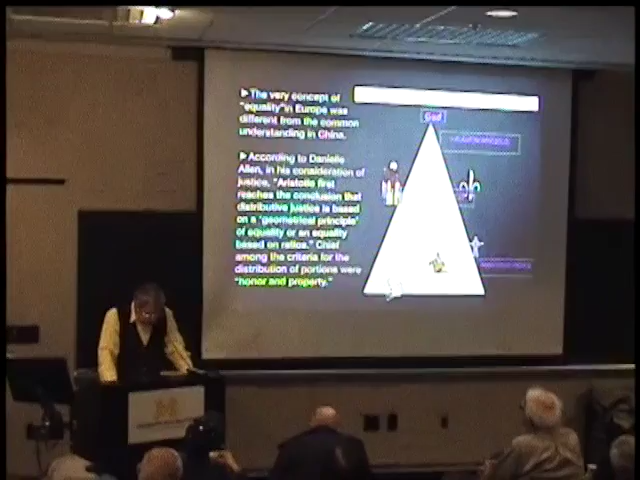 ►The very concept of
"equality"in Europe was
different from the common
understanding in China.
►According to Danielle
Allen, in his consideration of
justice, "Aristotle first
reaches the conclusion that
distributive justice is based
on a 'geometrical principle'
of equality or an equality
based on ratios." Chief
among the criteria for the
distribution of portions were
"honor and property."
God